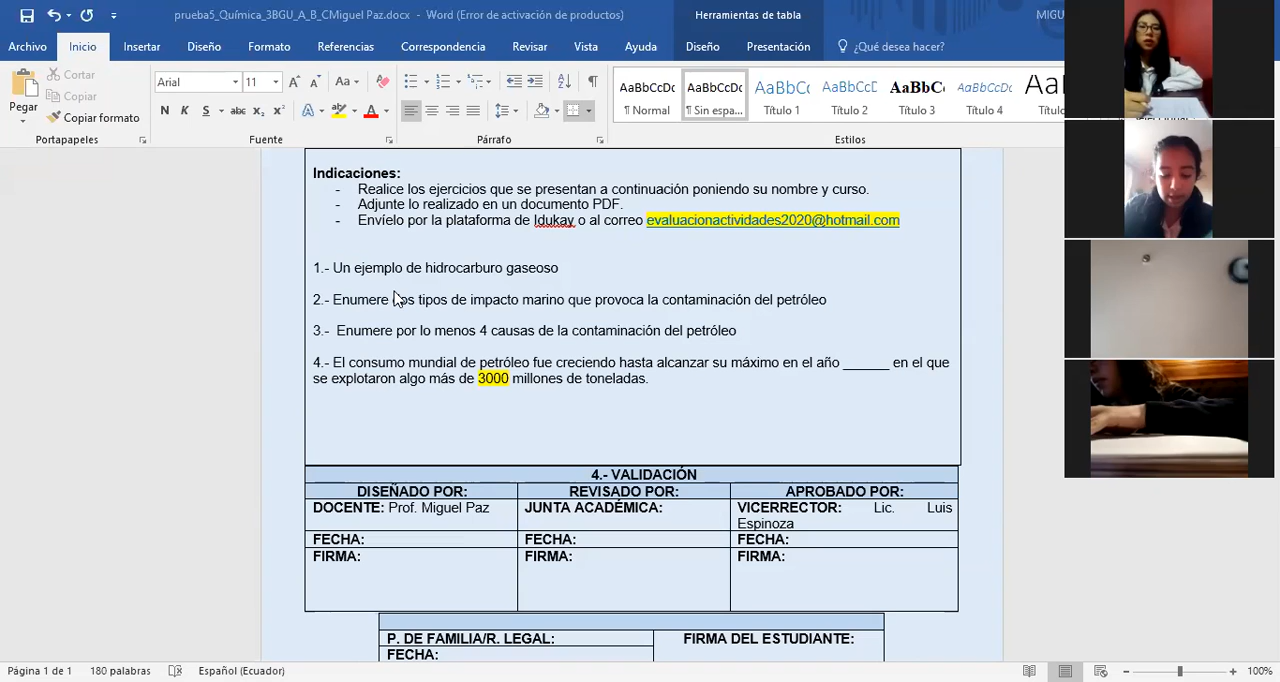 prueba5_Química_3BGU_A_B_CMiguel Paz.docx - Word (Error de activación de productos)
Herramientas de tabla
Archivo Inicio Insertar Diseño Formato Referencias Correspondencia Revisar Vista Ayuda Diseño Presentación ¿Qué desea hacer?
Pegar
Cortar
Copiar
Copiar formato
Portapapeles
Arial 11
Fuente
Párrafo
AaBbCcDc AaBbCcDc AaBbCc AaBbCcD AaBbC AaBbCcDd
¶ Normal ¶ Sin espa... Título 1 Título 2 Título 3 Título 4
Estilos
Indicaciones:
- Realice los ejercicios que se presentan a continuación poniendo su nombre y curso.
- Adjunte lo realizado en un documento PDF.
- Envíelo por la plataforma de Idukay o al correo evaluacionactividades2020@hotmail.com
1.- Un ejemplo de hidrocarburo gaseoso
2.- Enumere los tipos de impacto marino que provoca la contaminación del petróleo
3.- Enumere por lo menos 4 causas de la contaminación del petróleo
4.- El consumo mundial de petróleo fue creciendo hasta alcanzar su máximo en el año ______ en el que
se explotaron algo más de 3000 millones de toneladas.
4.- VALIDACIÓN
DISEÑADO POR: REVISADO POR: APROBADO POR:
DOCENTE: Prof. Miguel Paz JUNTA ACADÉMICA: VICERRECTOR: Lic. Luis
Espinoza
FECHA: FECHA: FECHA:
FIRMA: FIRMA: FIRMA:
P. DE FAMILIA/R. LEGAL: FIRMA DEL ESTUDIANTE:
FECHA:
Página 1 de 1 180 palabras Español (Ecuador) 100%